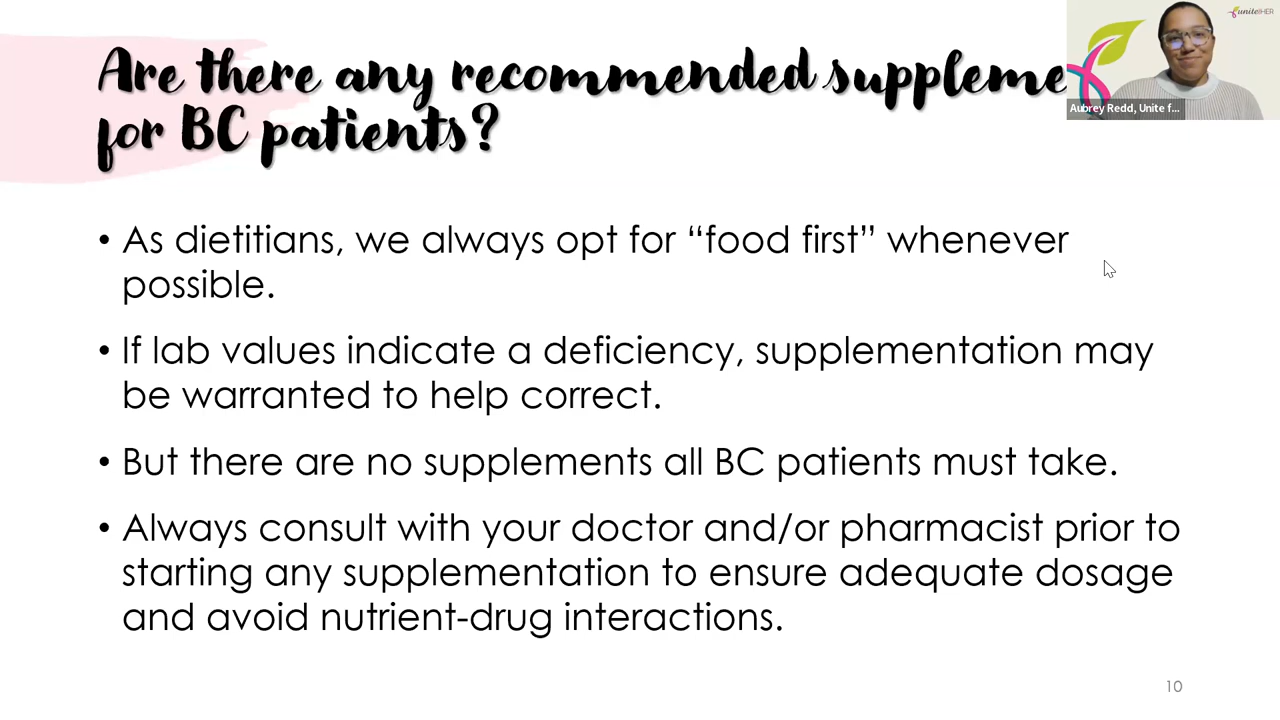 Are there any recommended suppleme
for BC patients?
uniteforHER
Aubrey Redd, Unite f...
• As dietitians, we always opt for “food first” whenever
possible.
• If lab values indicate a deficiency, supplementation may
be warranted to help correct.
• But there are no supplements all BC patients must take.
• Always consult with your doctor and/or pharmacist prior to
starting any supplementation to ensure adequate dosage
and avoid nutrient-drug interactions.
10